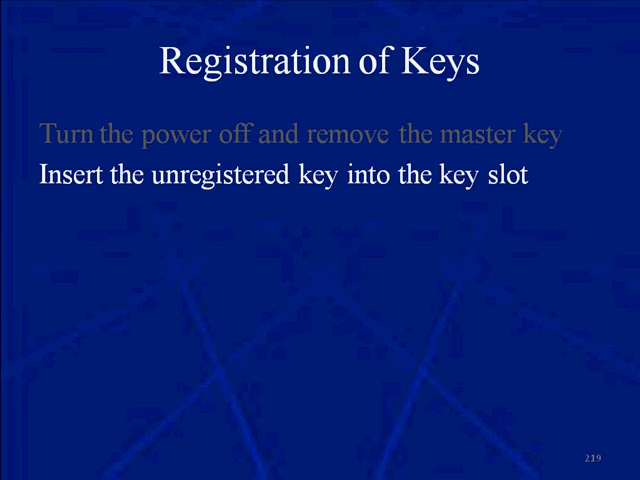 Registration of Keys
Turn the power off and remove the master key
Insert the unregistered key into the key slot
219